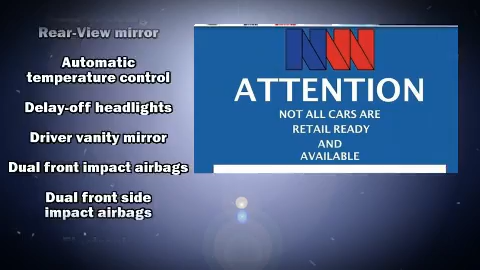 Rear-View mirror
Automatic
temperature control
Delay-off headlights
Driver vanity mirror
Dual front impact airbags
Dual front side
impact airbags
ATTENTION
NOT ALL CARS ARE
RETAIL READY
AND
AVAILABLE